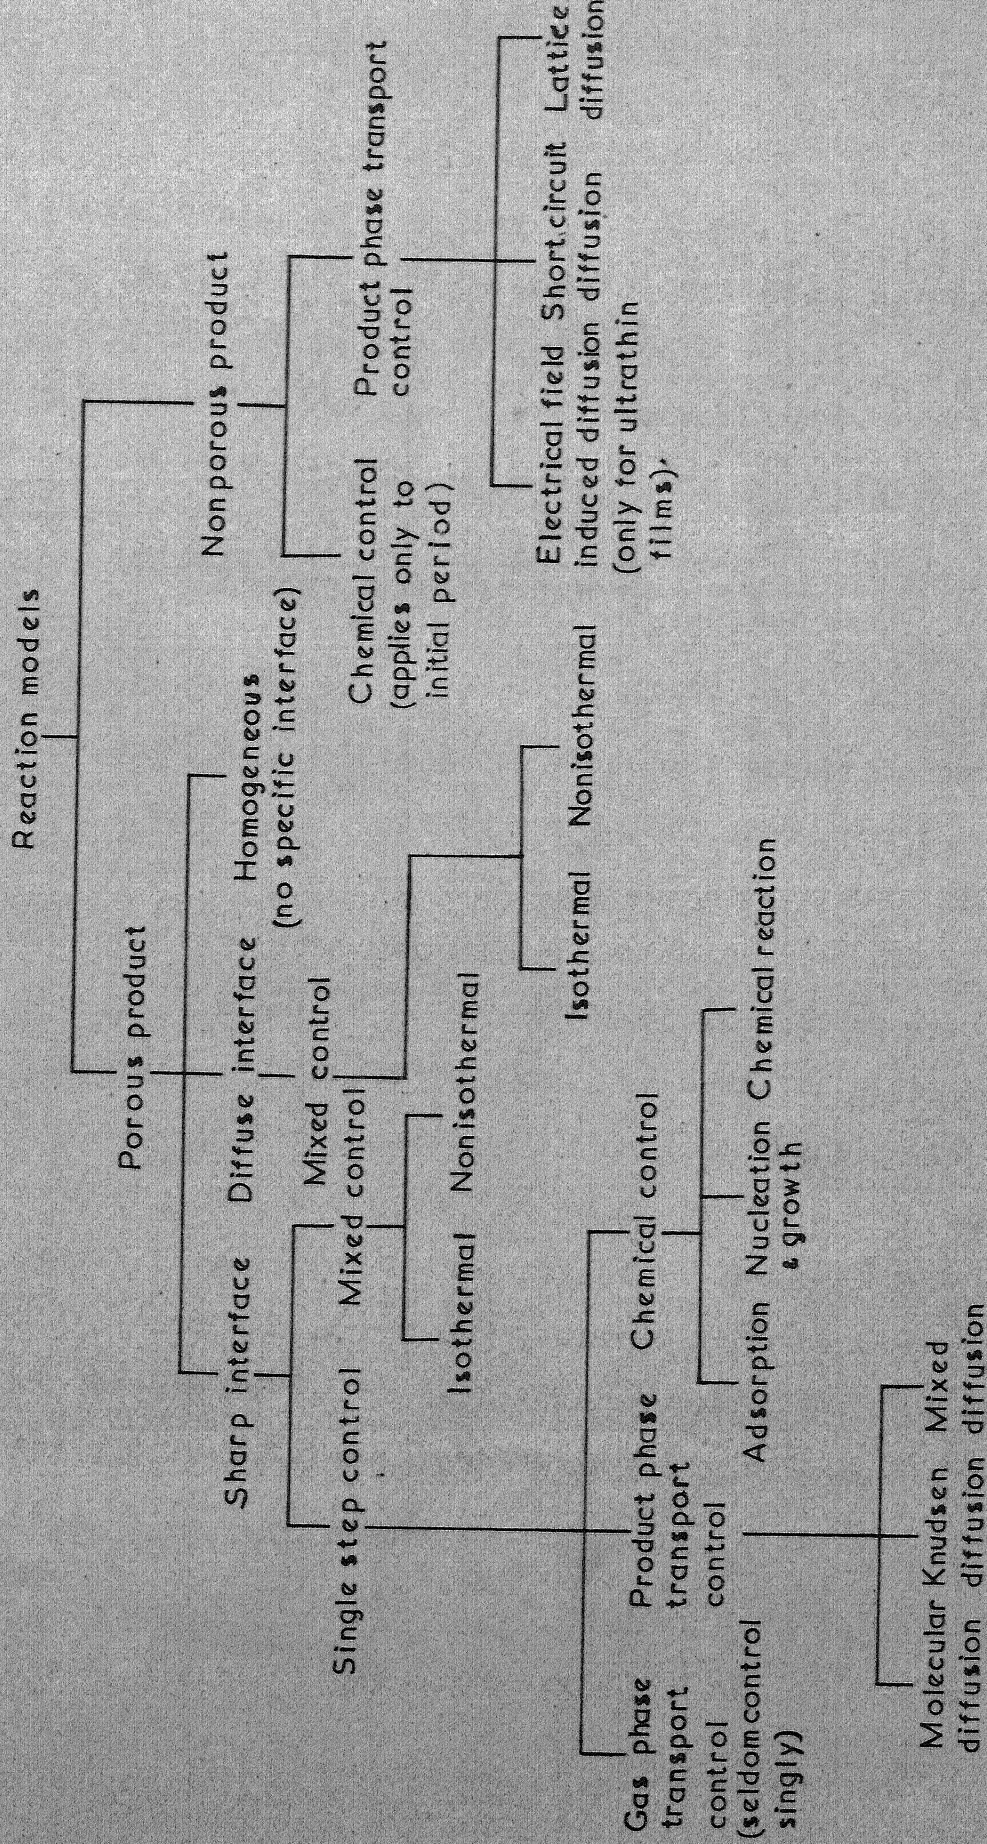 Reaction models
Porous product
Nonporous product
Sharp interface
Diffuse interface
Homogeneous
(no specific interface)
Mixed control
Single step control
Mixed control
Isothermal
Nonisothermal
Isothermal
Nonisothermal
Chemical control
(applies only to
initial period)
Product phase transport
control
Electrical field
induced diffusion
(only for ultrathin
films).
Short circuit
diffusion
Lattice
diffusion
Gas phase
transport
control
(seldom control
singly)
Product phase
transport
control
Chemical control
Adsorption
Nucleation
& growth
Chemical reaction
Molecular
diffusion
Knudsen
diffusion
Mixed
diffusion